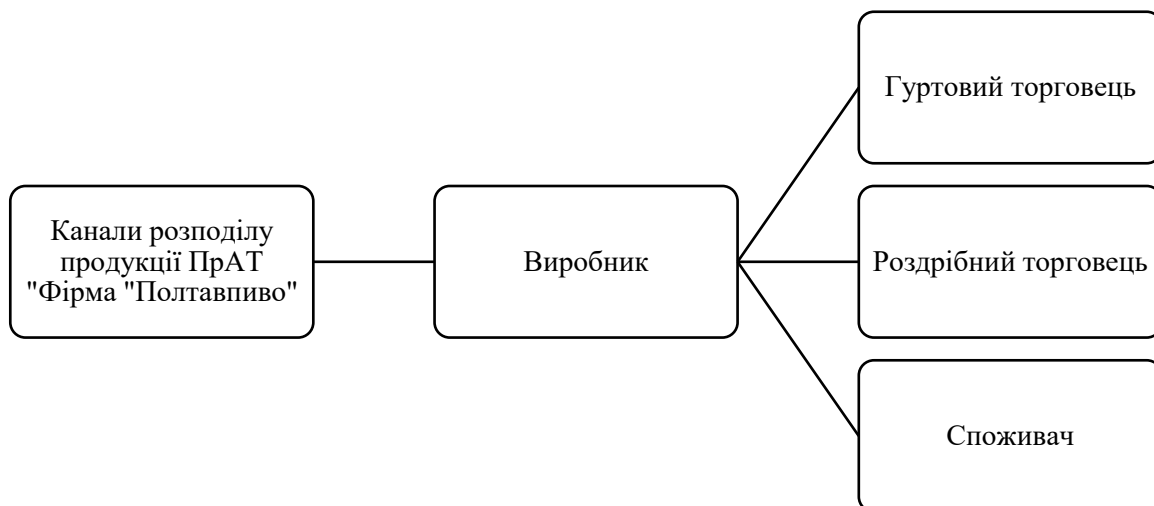 Канали розподілу
продукції ПрАТ
"Фірма "Полтавпиво"
Виробник
Гуртовий торговець
Роздрібний торговець
Споживач